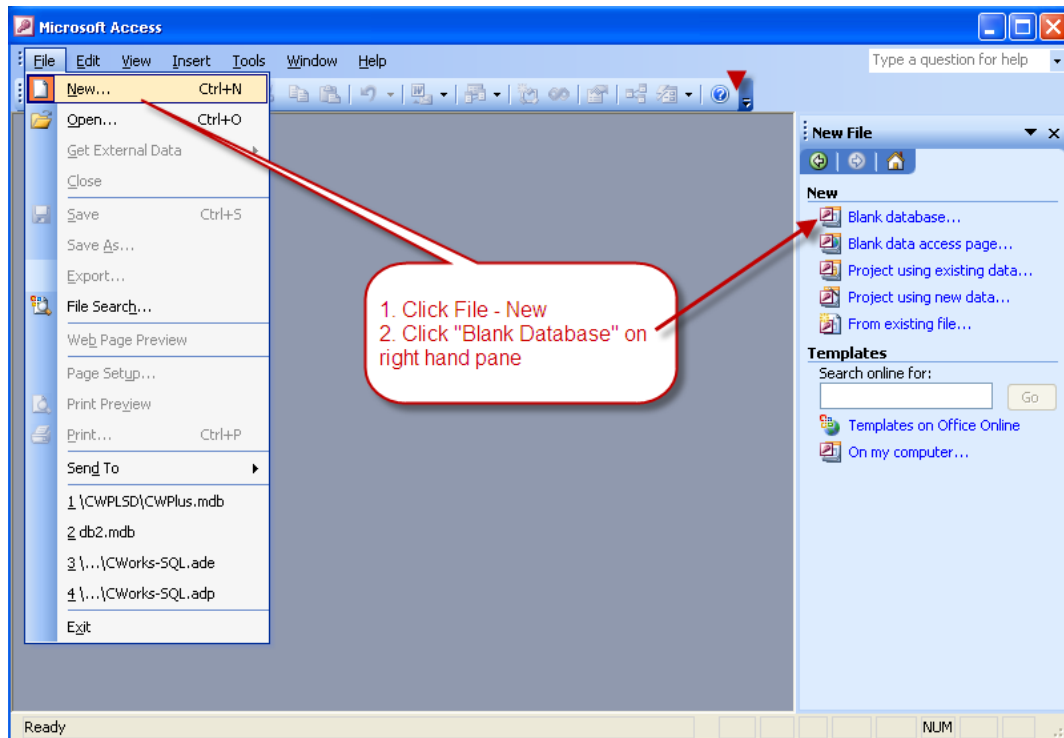 Microsoft Access
File Edit View Insert Tools Window Help
Type a question for help
New... Ctrl+N
Open... Ctrl+O
Get External Data
Close
Save Ctrl+S
Save As...
Export...
File Search...
Web Page Preview
Page Setup...
Print Preview
Print... Ctrl+P
Send To
1 \CWPLSD\CWPlus.mdb
2 db2.mdb
3 \...\CWorks-SQL.ade
4 \...\CWorks-SQL.adp
Exit
1. Click File - New
2. Click "Blank Database" on
right hand pane
New File
New
Blank database...
Blank data access page...
Project using existing data...
Project using new data...
From existing file...
Templates
Search online for:
Go
Templates on Office Online
On my computer...
Ready
NUM